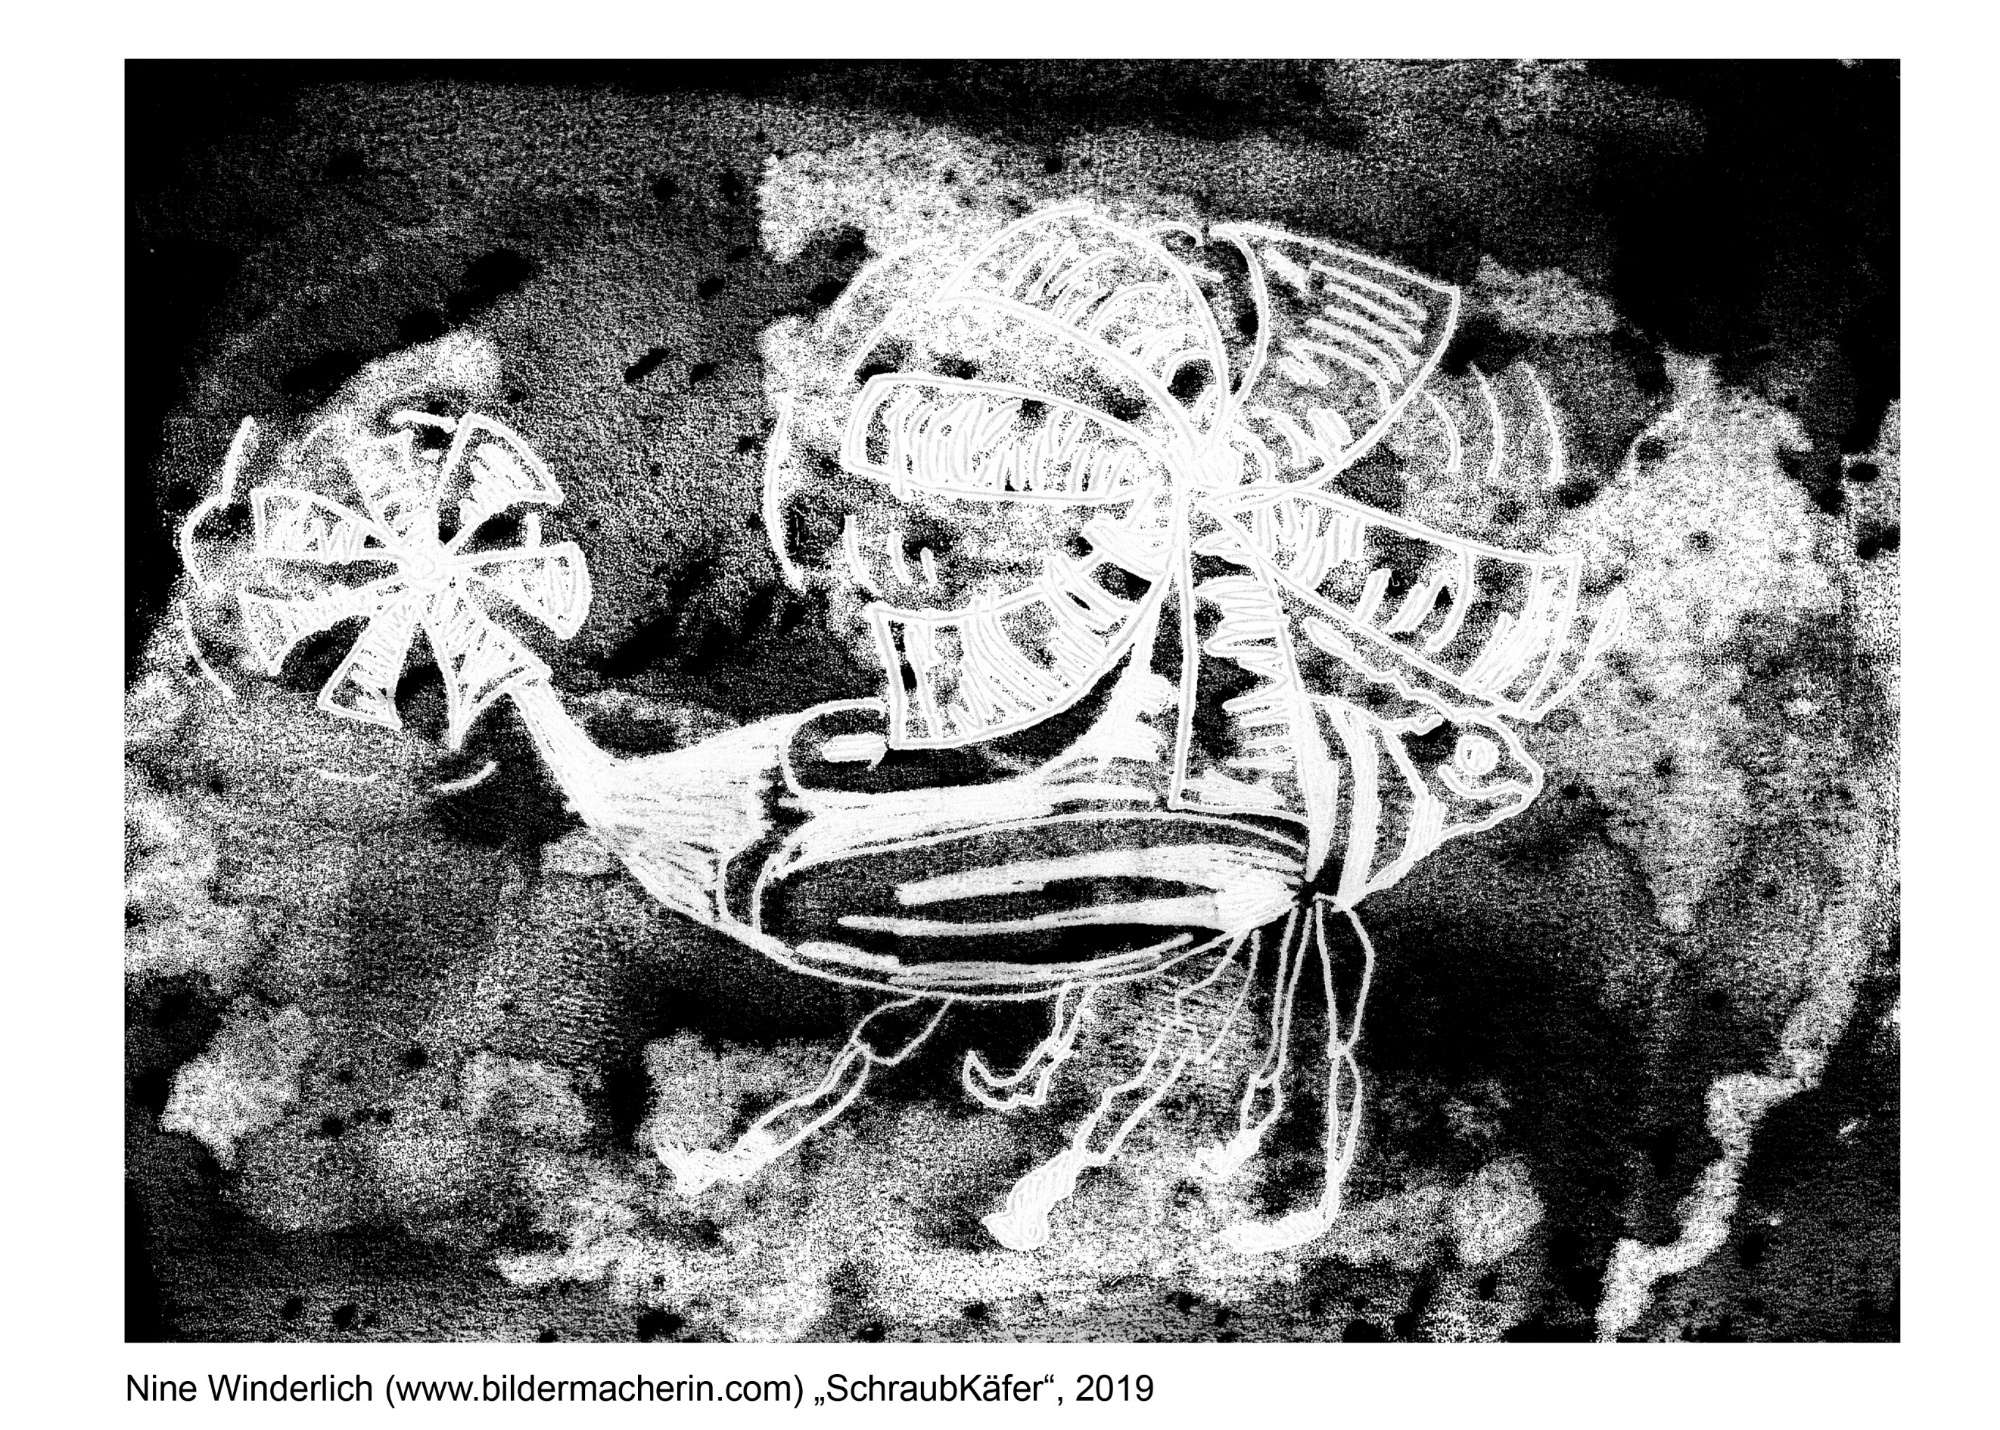 Nine Winderlich (www.bildermacherin.com) „SchraubKäfer“, 2019